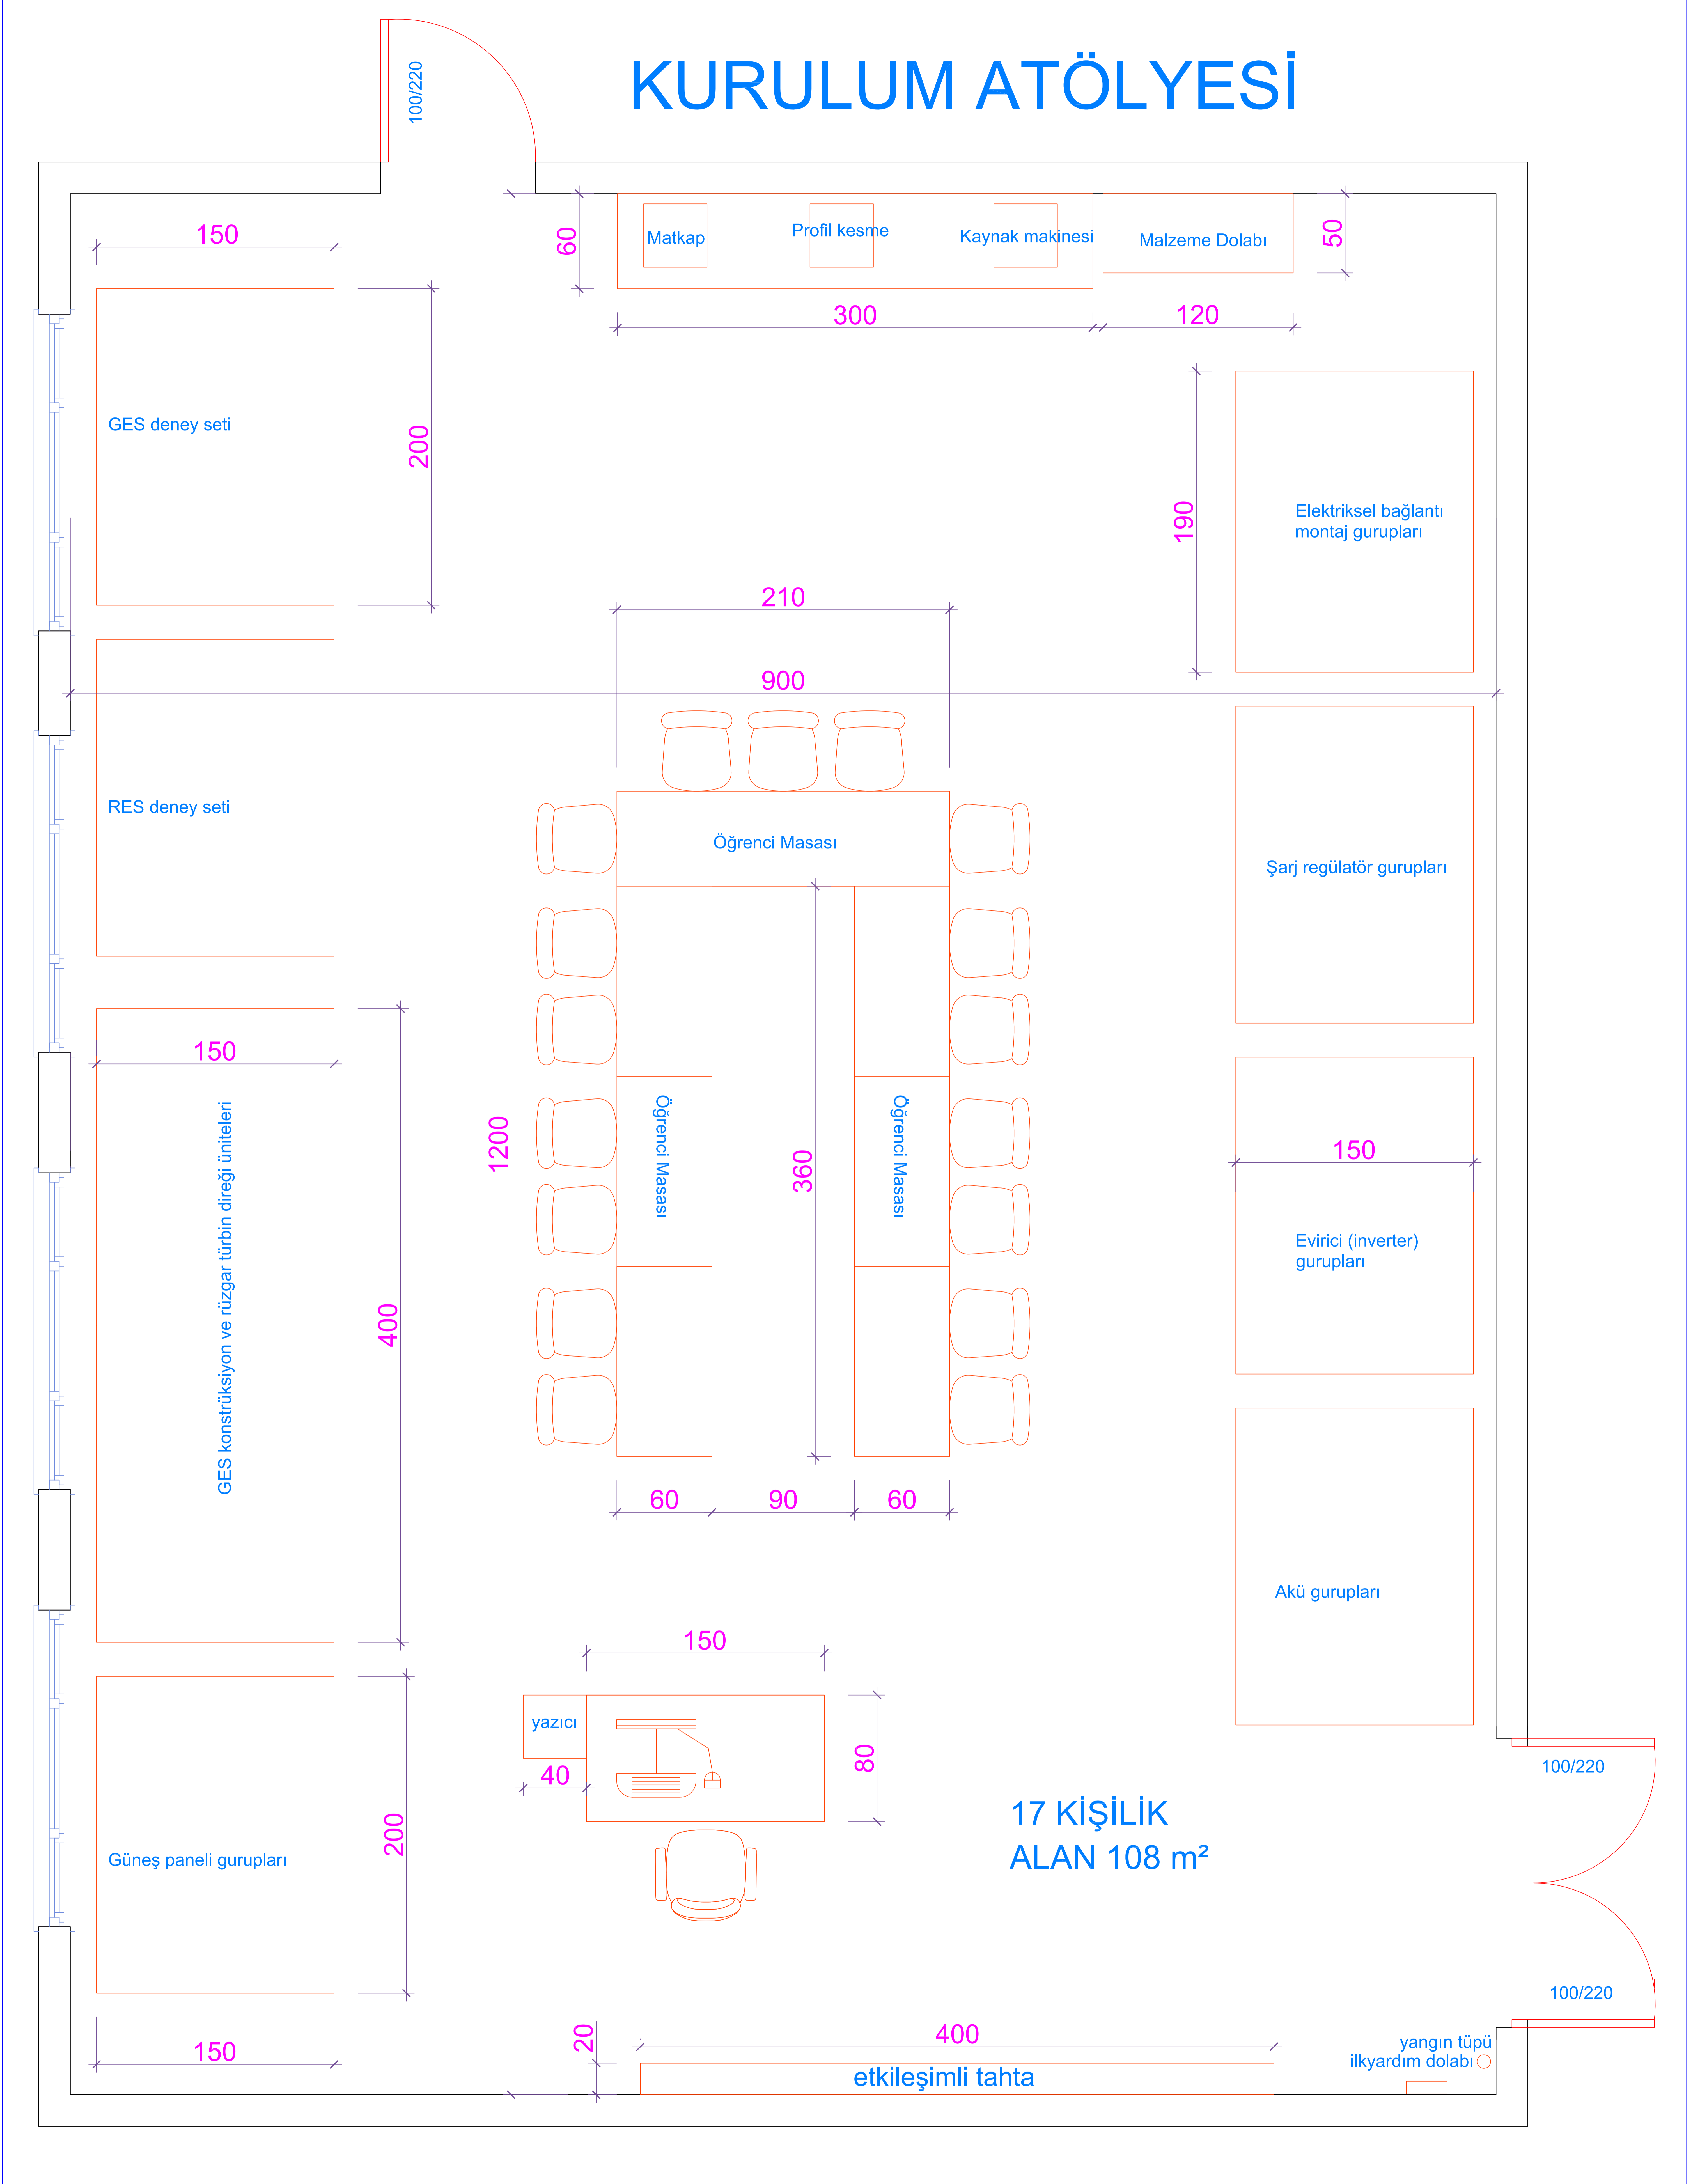 KURULUM ATÖLYESİ
100/220
150
60
Matkap
Profil kesme
Kaynak makinesi
Malzeme Dolabı
50
300
120
GES deney seti
200
190
Elektriksel bağlantı
montaj gurupları
210
900
RES deney seti
Öğrenci Masası
Şarj regülatör gurupları
150
GES konstrüksiyon ve rüzgar türbin direği üniteleri
400
1200
Öğrenci Masası
360
Öğrenci Masası
150
Evirici (inverter)
gurupları
60
90
60
Akü gurupları
150
yazıcı
40
80
100/220
17 KİŞİLİK
ALAN 108 m²
Güneş paneli gurupları
200
100/220
150
20
400
etkileşimli tahta
yangın tüpü
ilkyardım dolabı